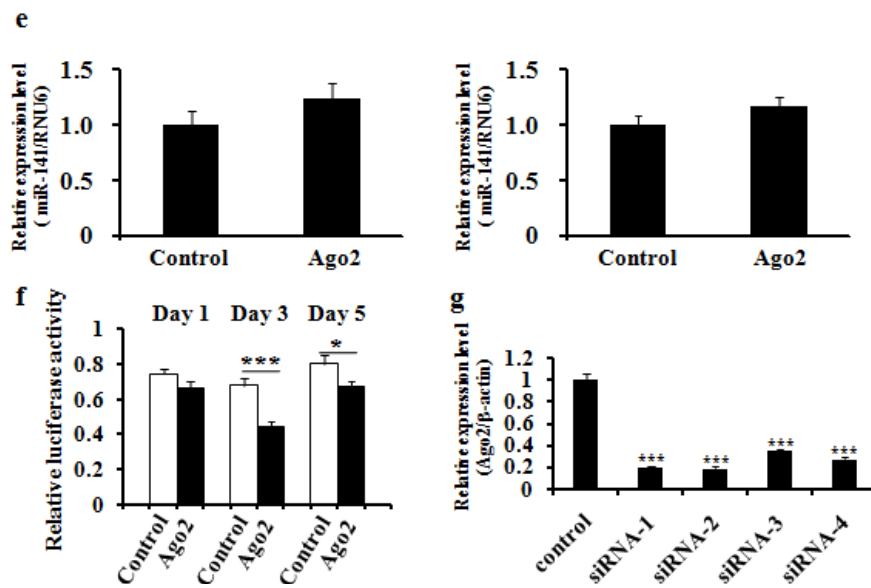 e
Relative expression level
( miR-141/RNU6)
1.5
1.0
0.5
0
Control
Ago2
Relative expression level
( miR-141/RNU6)
1.5
1.0
0.5
0
Control
Ago2
f
Relative luciferase activity
Day 1
Day 3
Day 5
1
0.8
0.6
0.4
0.2
0
***
*
Control
Ago2
Control
Ago2
Control
Ago2
g
Relative expression level
(Ago2/β-actin)
1.2
1
0.8
0.6
0.4
0.2
0
***
***
***
***
control
siRNA-1
siRNA-2
siRNA-3
siRNA-4